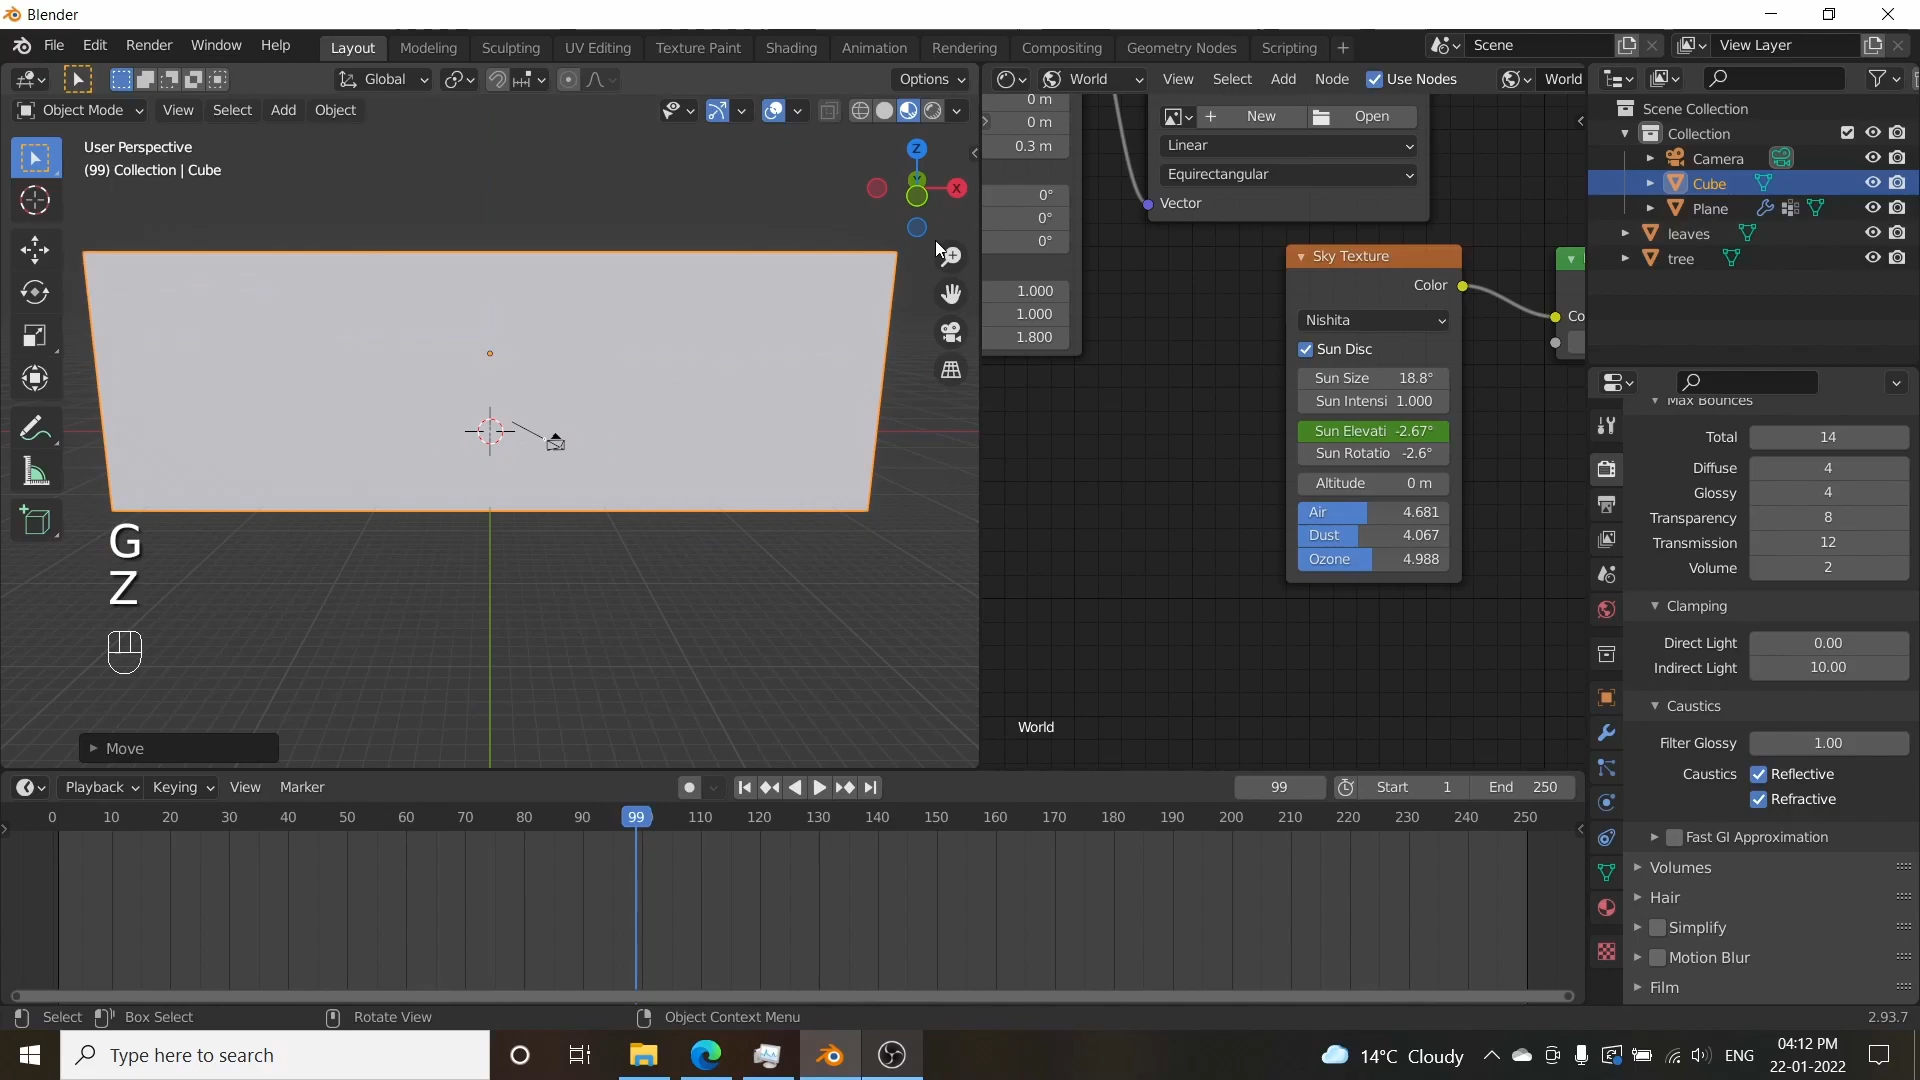 Blender
File Edit Render Window Help Layout Modeling Sculpting UV Editing Texture Paint Shading Animation Rendering Compositing Geometry Nodes Scripting Scene View Layer
Global Options World View Select Add Node Use Nodes World
Object Mode View Select Add Object
User Perspective
(99) Collection | Cube
Z
X
Y
G
Z
Move
0 m
0 m
0.3 m
0°
0°
0°
1.000
1.000
1.800
New Open
Linear
Equirectangular
Vector
Sky Texture
Color
Nishita
Sun Disc
Sun Size 18.8°
Sun Intensi 1.000
Sun Elevati -2.67°
Sun Rotatio -2.6°
Altitude 0 m
Air 4.681
Dust 4.067
Ozone 4.988
Co
World
Scene Collection
Collection
Camera
Cube
Plane
leaves
tree
Max Bounces
Total 14
Diffuse 4
Glossy 4
Transparency 8
Transmission 12
Volume 2
Clamping
Direct Light 0.00
Indirect Light 10.00
Caustics
Filter Glossy 1.00
Caustics Reflective
Refractive
Fast GI Approximation
Volumes
Hair
Simplify
Motion Blur
Film
Playback Keying View Marker 99 Start 1 End 250
0 10 20 30 40 50 60 70 80 90 99 110 120 130 140 150 160 170 180 190 200 210 220 230 240 250
Select Box Select Rotate View Object Context Menu 2.93.7
Type here to search 14°C Cloudy ENG 04:12 PM
22-01-2022